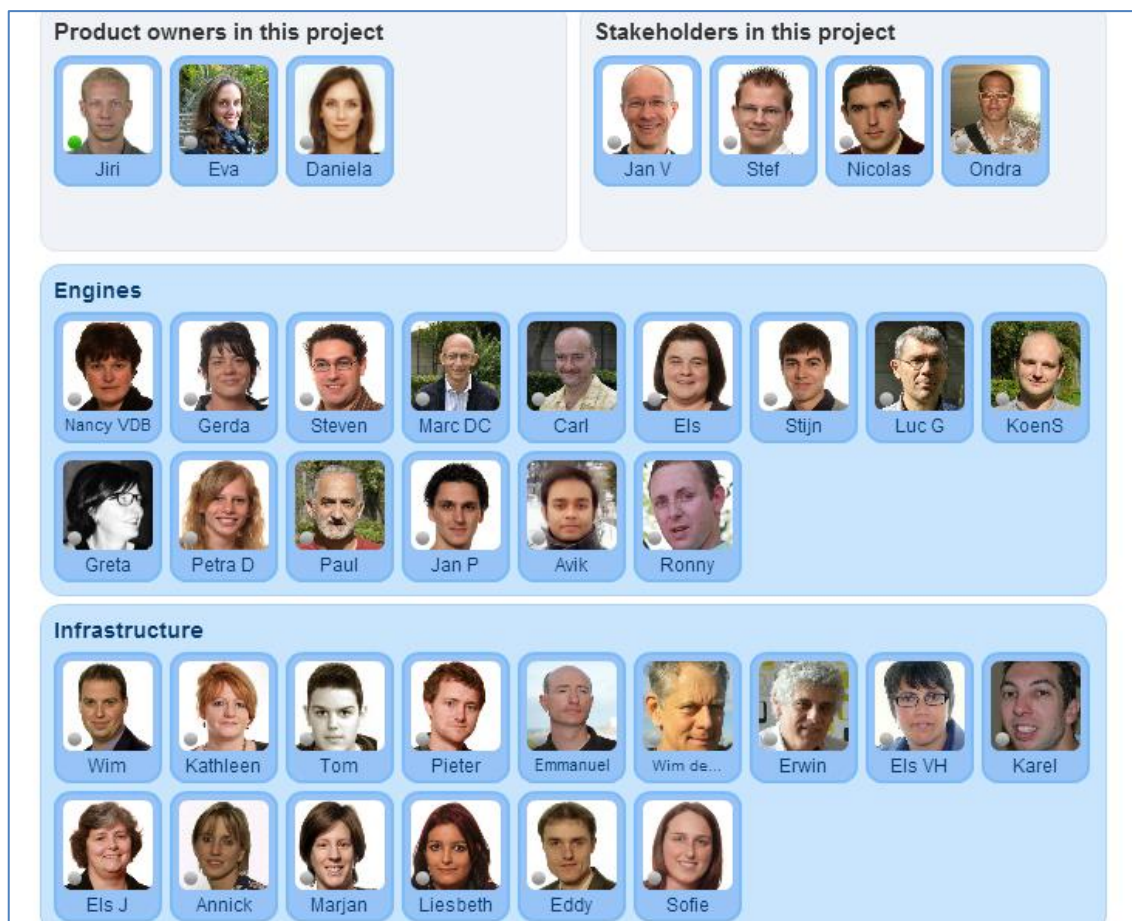 Product owners in this project
Jiri Eva Daniela
Stakeholders in this project
Jan V Stef Nicolas Ondra
Engines
Nancy VDB Gerda Steven Marc DC Carl Els Stijn Luc G KoenS
Greta Petra D Paul Jan P Avik Ronny
Infrastructure
Wim Kathleen Tom Pieter Emmanuel Wim de... Erwin Els VH Karel
Els J Annick Marjan Liesbeth Eddy Sofie